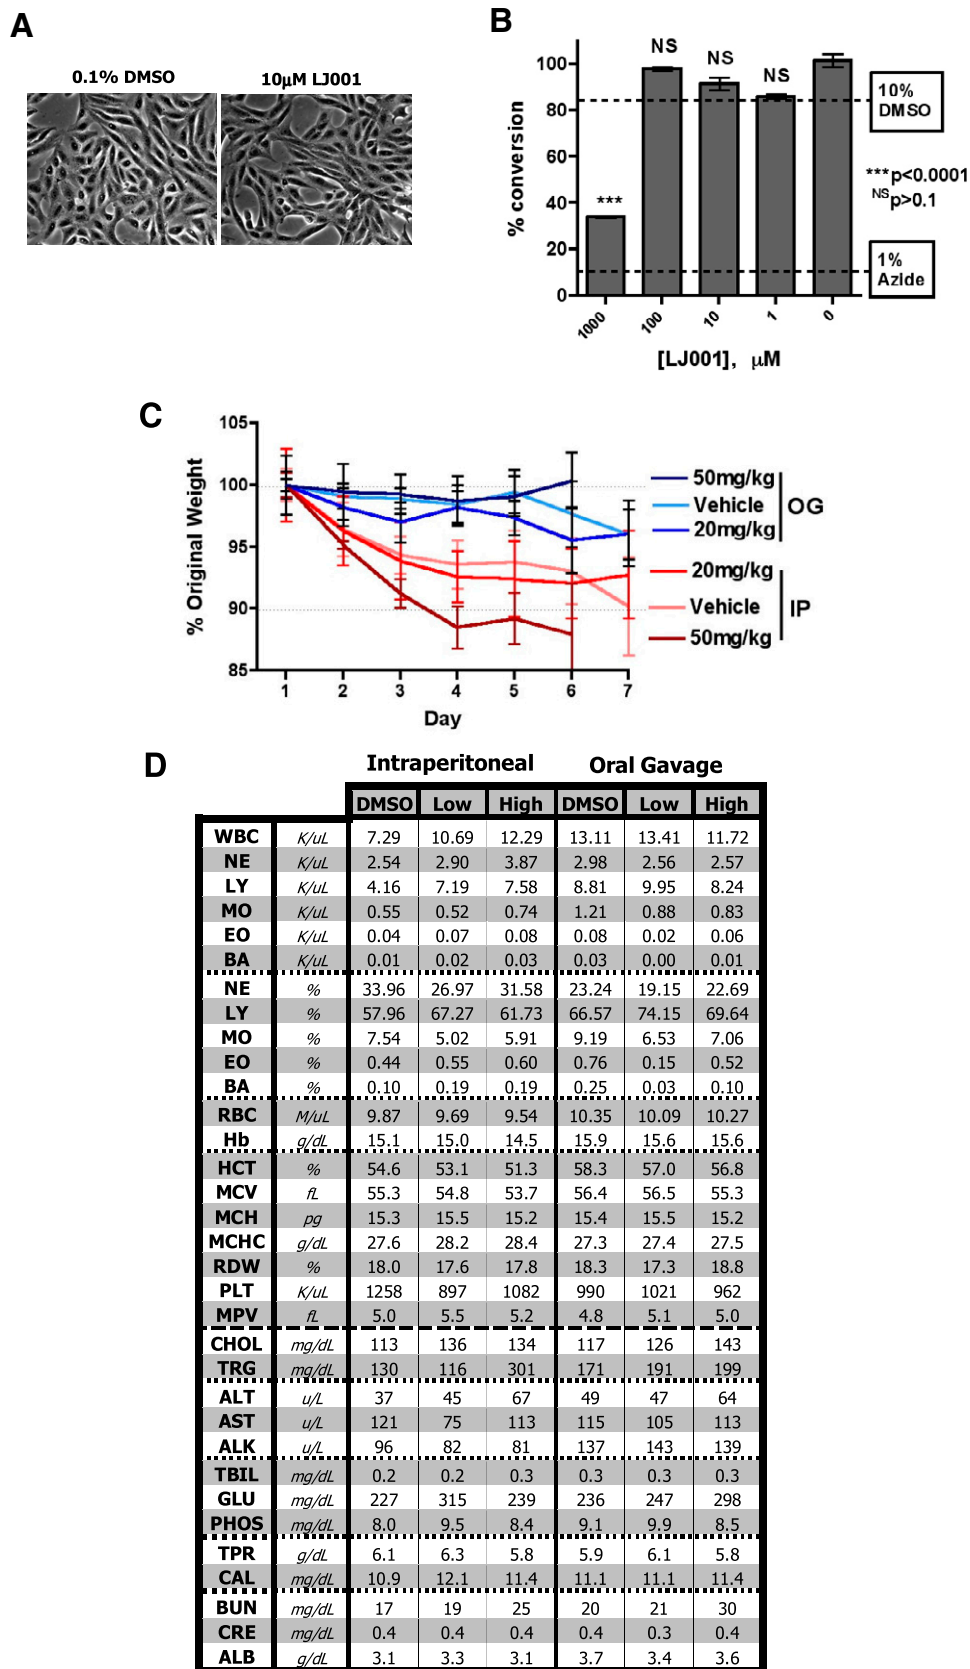 A
0.1% DMSO
10μM LJ001
B
% conversion
100
80
60
40
20
0
***
NS
NS
NS
1000
100
10
1
0
[LJ001], μM
10%
DMSO
***p<0.0001
NSp>0.1
1%
Azide
C
% Original Weight
105
100
95
90
85
1 2 3 4 5 6 7
Day
50mg/kg
Vehicle
20mg/kg
OG
20mg/kg
Vehicle
50mg/kg
IP
D
Intraperitoneal Oral Gavage
DMSO Low High DMSO Low High
WBC K/uL 7.29 10.69 12.29 13.11 13.41 11.72
NE K/uL 2.54 2.90 3.87 2.98 2.56 2.57
LY K/uL 4.16 7.19 7.58 8.81 9.95 8.24
MO K/uL 0.55 0.52 0.74 1.21 0.88 0.83
EO K/uL 0.04 0.07 0.08 0.08 0.02 0.06
BA K/uL 0.01 0.02 0.03 0.03 0.00 0.01
NE % 33.96 26.97 31.58 23.24 19.15 22.69
LY % 57.96 67.27 61.73 66.57 74.15 69.64
MO % 7.54 5.02 5.91 9.19 6.53 7.06
EO % 0.44 0.55 0.60 0.76 0.15 0.52
BA % 0.10 0.19 0.19 0.25 0.03 0.10
RBC M/uL 9.87 9.69 9.54 10.35 10.09 10.27
Hb g/dL 15.1 15.0 14.5 15.9 15.6 15.6
HCT % 54.6 53.1 51.3 58.3 57.0 56.8
MCV fL 55.3 54.8 53.7 56.4 56.5 55.3
MCH pg 15.3 15.5 15.2 15.4 15.5 15.2
MCHC g/dL 27.6 28.2 28.4 27.3 27.4 27.5
RDW % 18.0 17.6 17.8 18.3 17.3 18.8
PLT K/uL 1258 897 1082 990 1021 962
MPV fL 5.0 5.5 5.2 4.8 5.1 5.0
CHOL mg/dL 113 136 134 117 126 143
TRG mg/dL 130 116 301 171 191 199
ALT u/L 37 45 67 49 47 64
AST u/L 121 75 113 115 105 113
ALK u/L 96 82 81 137 143 139
TBIL mg/dL 0.2 0.2 0.3 0.3 0.3 0.3
GLU mg/dL 227 315 239 236 247 298
PHOS mg/dL 8.0 9.5 8.4 9.1 9.9 8.5
TPR g/dL 6.1 6.3 5.8 5.9 6.1 5.8
CAL mg/dL 10.9 12.1 11.4 11.1 11.1 11.4
BUN mg/dL 17 19 25 20 21 30
CRE mg/dL 0.4 0.4 0.4 0.4 0.3 0.4
ALB g/dL 3.1 3.3 3.1 3.7 3.4 3.6